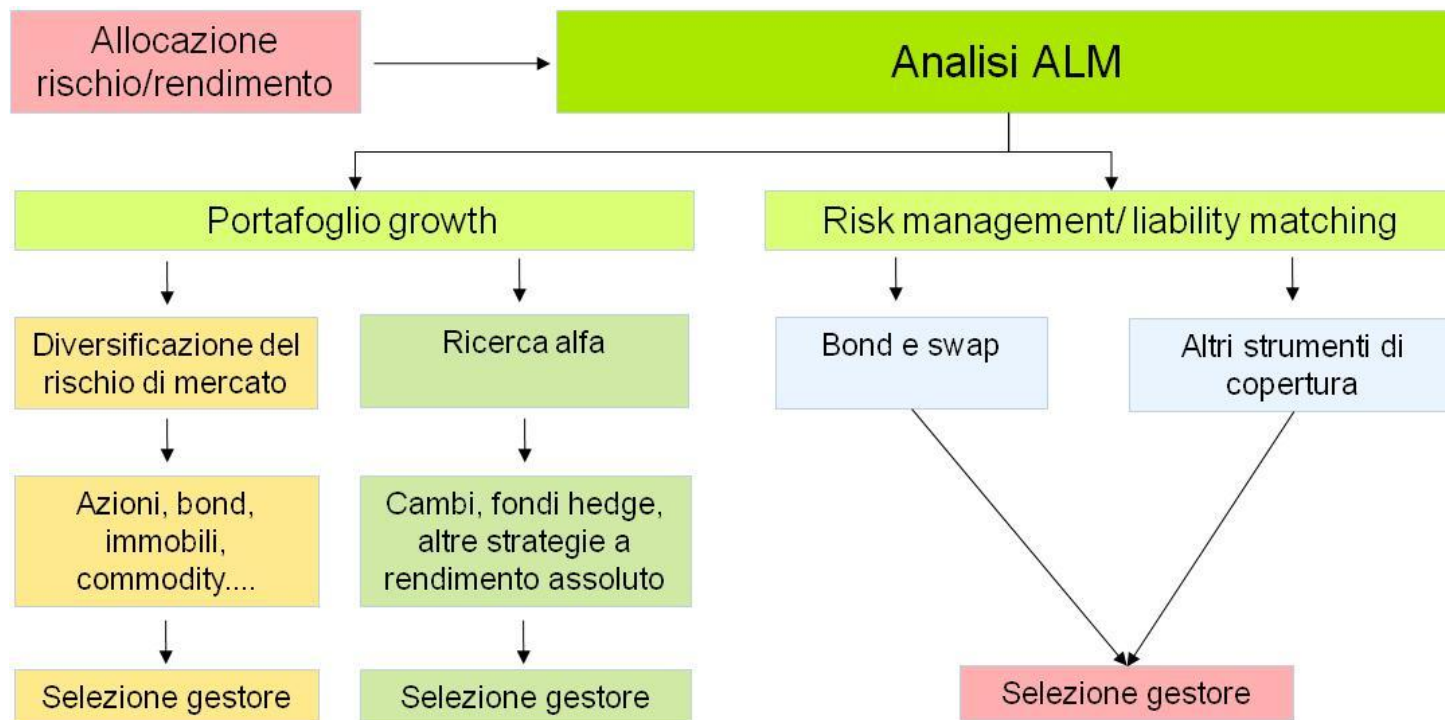 Allocazione
rischio/rendimento
Analisi ALM
Portafoglio growth
Risk management/ liability matching
Diversificazione del
rischio di mercato
Ricerca alfa
Bond e swap
Altri strumenti di
copertura
Azioni, bond,
immobili,
commodity....
Cambi, fondi hedge,
altre strategie a
rendimento assoluto
Selezione gestore
Selezione gestore
Selezione gestore